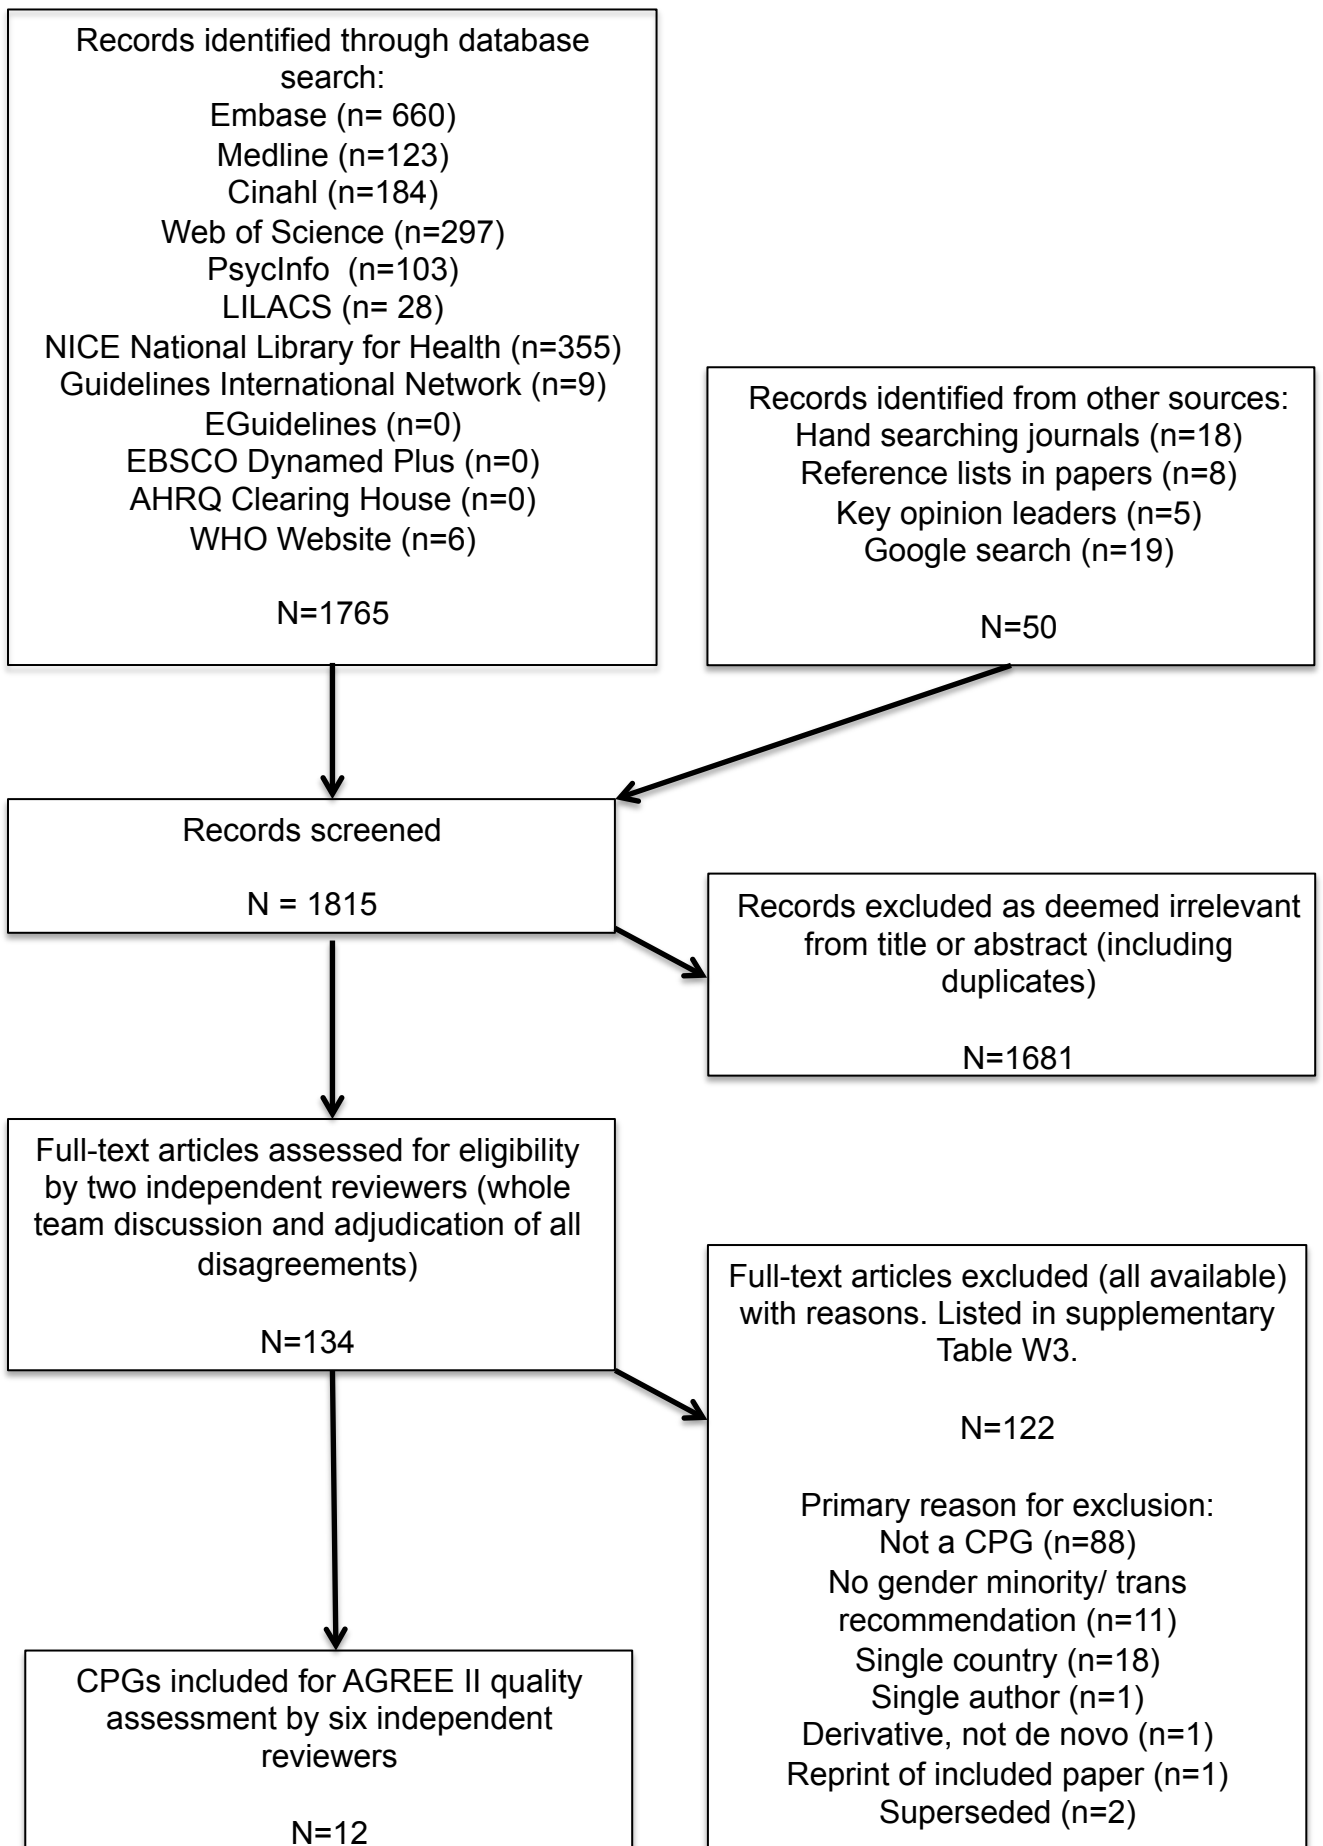 Records identified through database
search:
Embase (n= 660)
Medline (n=123)
Cinahl (n=184)
Web of Science (n=297)
PsycInfo  (n=103)
LILACS (n= 28)
NICE National Library for Health (n=355)
Guidelines International Network (n=9)
EGuidelines (n=0)
EBSCO Dynamed Plus (n=0)
AHRQ Clearing House (n=0)
WHO Website (n=6)
N=1765
Records identified from other sources:
Hand searching journals (n=18)
Reference lists in papers (n=8)
Key opinion leaders (n=5)
Google search (n=19)
N=50
Records screened
N = 1815
Records excluded as deemed irrelevant
from title or abstract (including
duplicates)
N=1681
Full-text articles assessed for eligibility
by two independent reviewers (whole
team discussion and adjudication of all
disagreements)
N=134
Full-text articles excluded (all available)
with reasons. Listed in supplementary
Table W3.
N=122
Primary reason for exclusion:
Not a CPG (n=88)
No gender minority/ trans
recommendation (n=11)
Single country (n=18)
Single author (n=1)
Derivative, not de novo (n=1)
Reprint of included paper (n=1)
Superseded (n=2)
CPGs included for AGREE II quality
assessment by six independent
reviewers
N=12